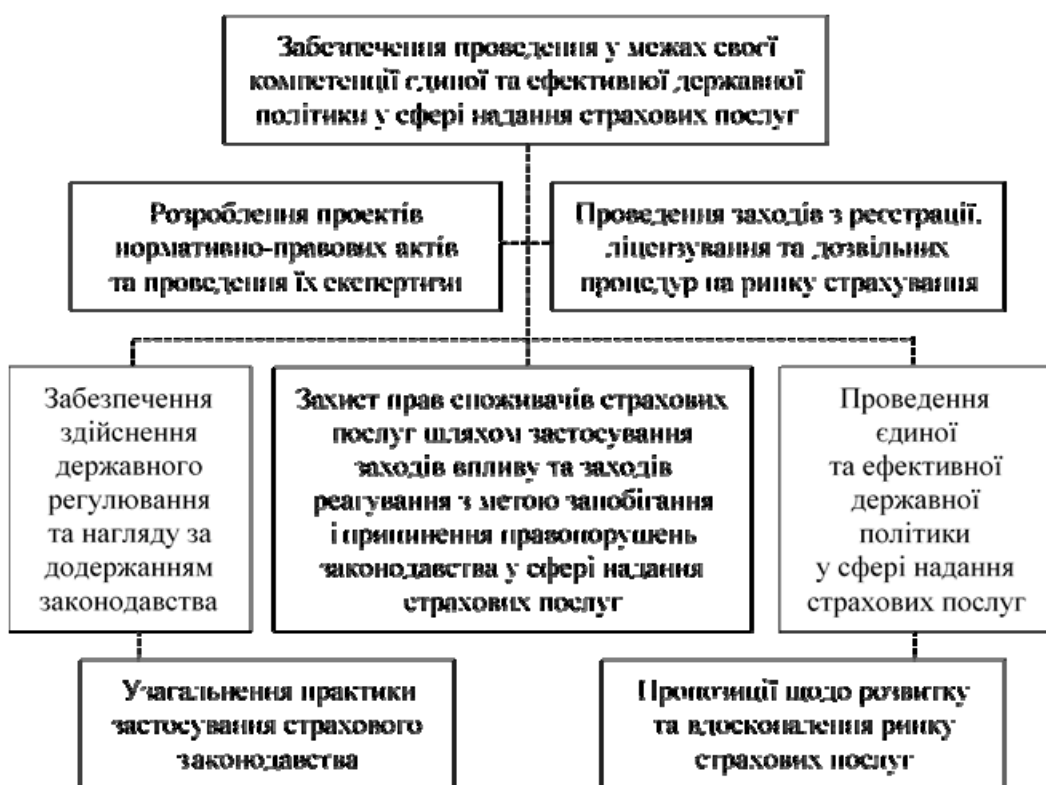 Забезпечення проведення у межах своєї
компетенції єдиної та ефективної державної
політики у сфері надання страхових послуг
Розроблення проектів
нормативно-правових актів
та проведення їх експертизи
Проведення заходів з реєстрації,
ліцензування та дозвільних
процедур на ринку страхування
Забезпечення
здійснення
державного
регулювання
та нагляду за
додержанням
законодавства
Захист прав споживачів страхових
послуг шляхом застосування
заходів впливу та заходів
реагування з метою запобігання
і припинення правопорушень
законодавства у сфері надання
страхових послуг
Проведення
єдиної
та ефективної
державної
політики
у сфері надання
страхових послуг
Узагальнення практики
застосування страхового
законодавства
Пропозиції щодо розвитку
та вдосконалення ринку
страхових послуг